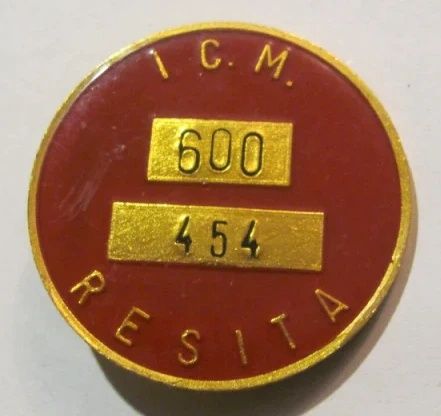 I C. M.
600
454
RESITA